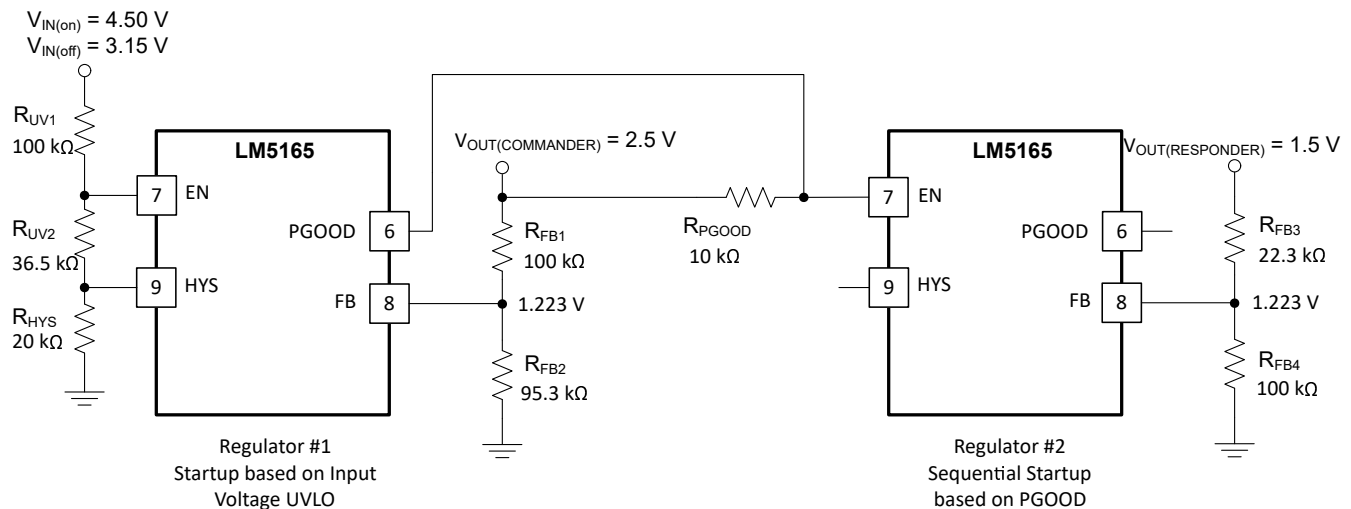 VIN(on) = 4.50 V
VIN(off) = 3.15 V
RUV1
100 kΩ
LM5165
7
EN
RUV2
36.5 kΩ
PGOOD
6
9
HYS
FB
8
RHYS
20 kΩ
VOUT(COMMANDER) = 2.5 V
RFB1
100 kΩ
1.223 V
RFB2
95.3 kΩ
RPGOOD
10 kΩ
LM5165
7
EN
PGOOD
6
9
HYS
FB
8
VOUT(RESPONDER) = 1.5 V
RFB3
22.3 kΩ
1.223 V
RFB4
100 kΩ
Regulator #1
Startup based on Input
Voltage UVLO
Regulator #2
Sequential Startup
based on PGOOD